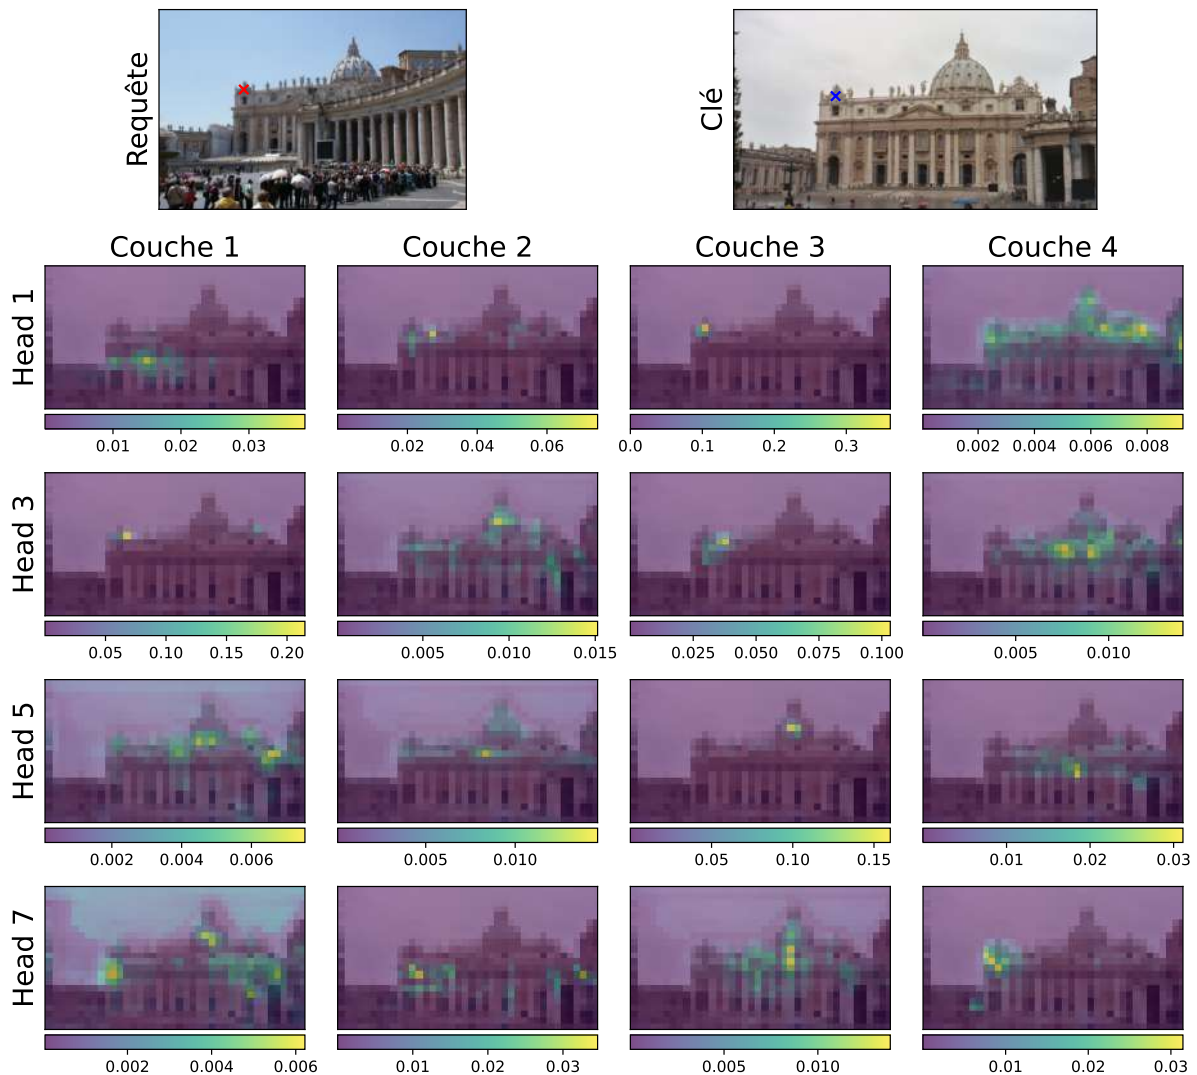 Requête
Clé
Couche 1 Couche 2 Couche 3 Couche 4
Head 1
0.01 0.02 0.03 0.02 0.04 0.06 0.0 0.1 0.2 0.3 0.002 0.004 0.006 0.008
Head 3
0.05 0.10 0.15 0.20 0.005 0.010 0.015 0.025 0.050 0.075 0.100 0.005 0.010
Head 5
0.002 0.004 0.006 0.005 0.010 0.05 0.10 0.15 0.01 0.02 0.03
Head 7
0.002 0.004 0.006 0.01 0.02 0.03 0.005 0.010 0.01 0.02 0.03